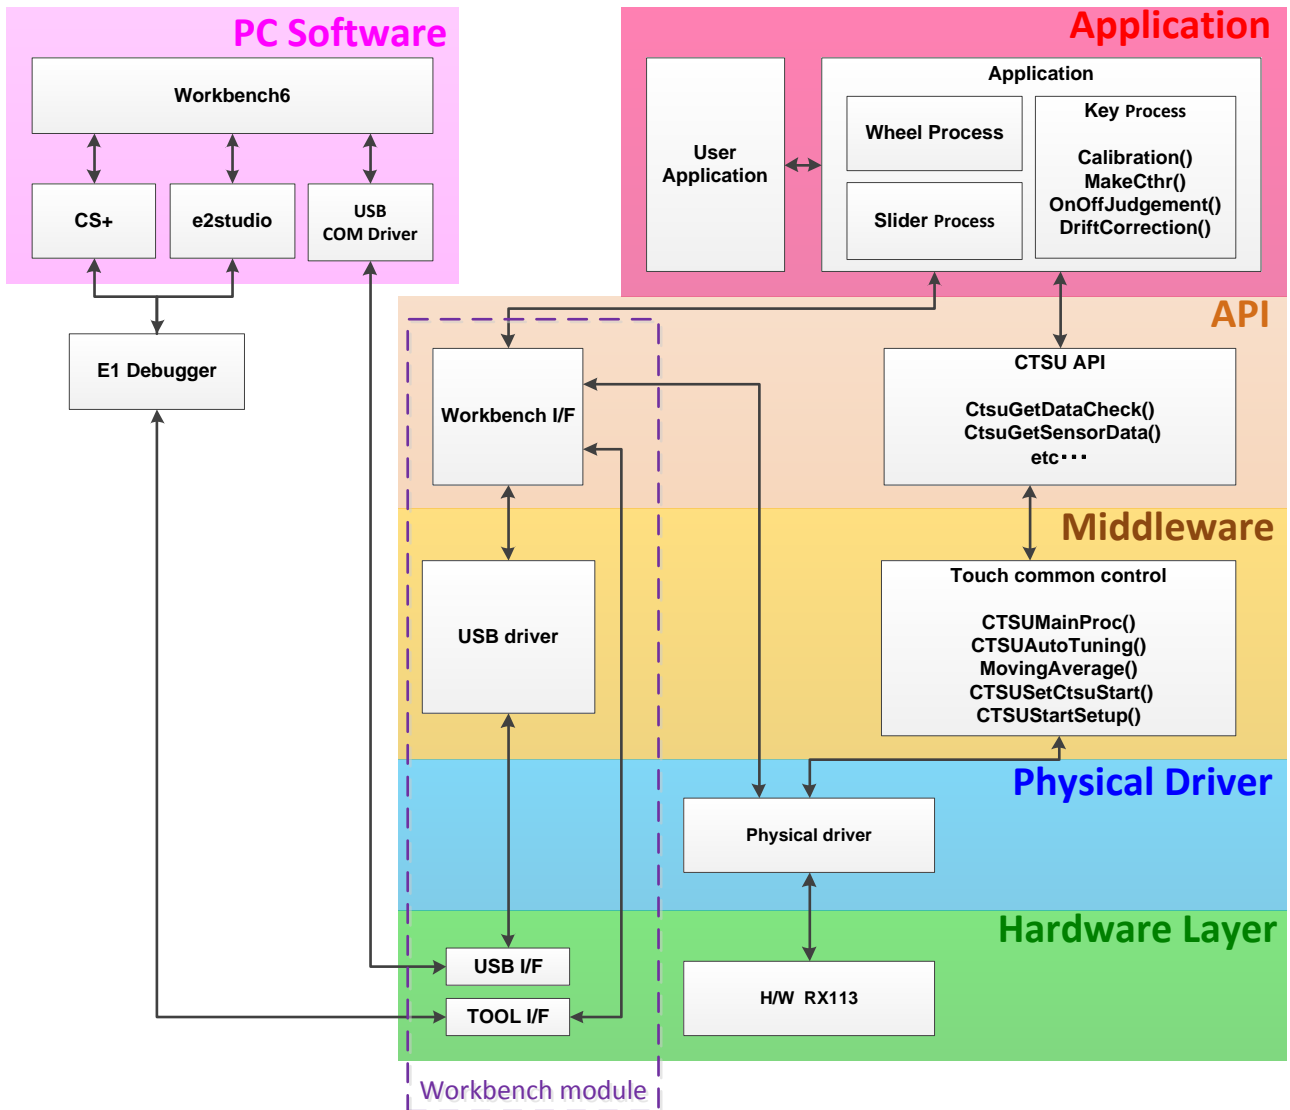 PC Software
Workbench6
CS+
e2studio
USB
COM Driver
E1 Debugger
Application
User
Application
Application
Wheel Process
Slider Process
Key Process
Calibration()
MakeCthr()
OnOffJudgement()
DriftCorrection()
API
Workbench I/F
CTSU API
CtsuGetDataCheck()
CtsuGetSensorData()
etc･･･
Middleware
USB driver
Touch common control
CTSUMainProc()
CTSUAutoTuning()
MovingAverage()
CTSUSetCtsuStart()
CTSUStartSetup()
Physical Driver
Physical driver
Hardware Layer
USB I/F
TOOL I/F
H/W RX113
Workbench module